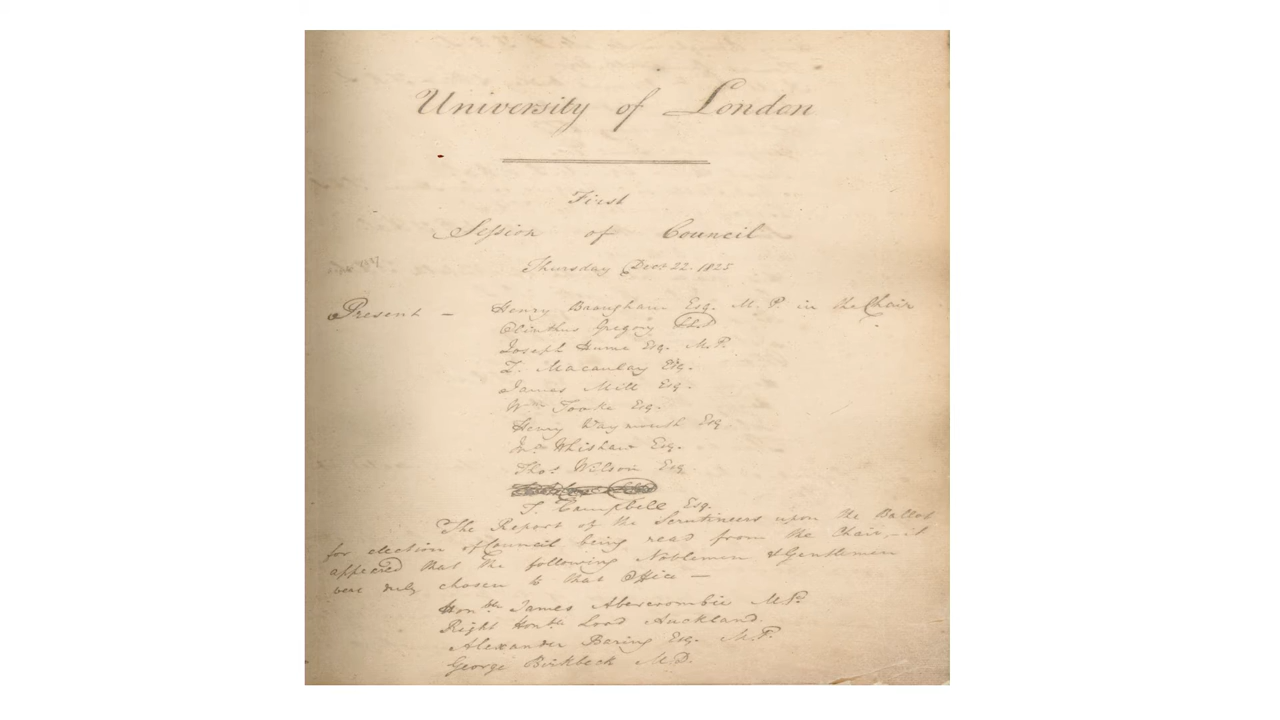 University of London
First
Session of Council
Thursday Decr 22. 1825
Present — Henry Brougham Esq. M. P. in the Chair
Olinthus Gregory
Joseph Hume Esq. M.P.
Z. Macaulay Esq.
James Mill Esq.
Wm Tooke Esq.
Henry Waymouth Esq.
Whishaw Esq.
Thos. Wilson Esq.
T. Campbell Esq.
The Report of the Scrutineers upon the Ballot
for election of Council being read from the Chair, it
appeared that the following Noblemen & Gentlemen
were duly chosen to that Office —
Honble James Abercrombie M.P.
Right Honble Lord Auckland.
Alexander Baring Esq. M.P.
George Birkbeck M.D.